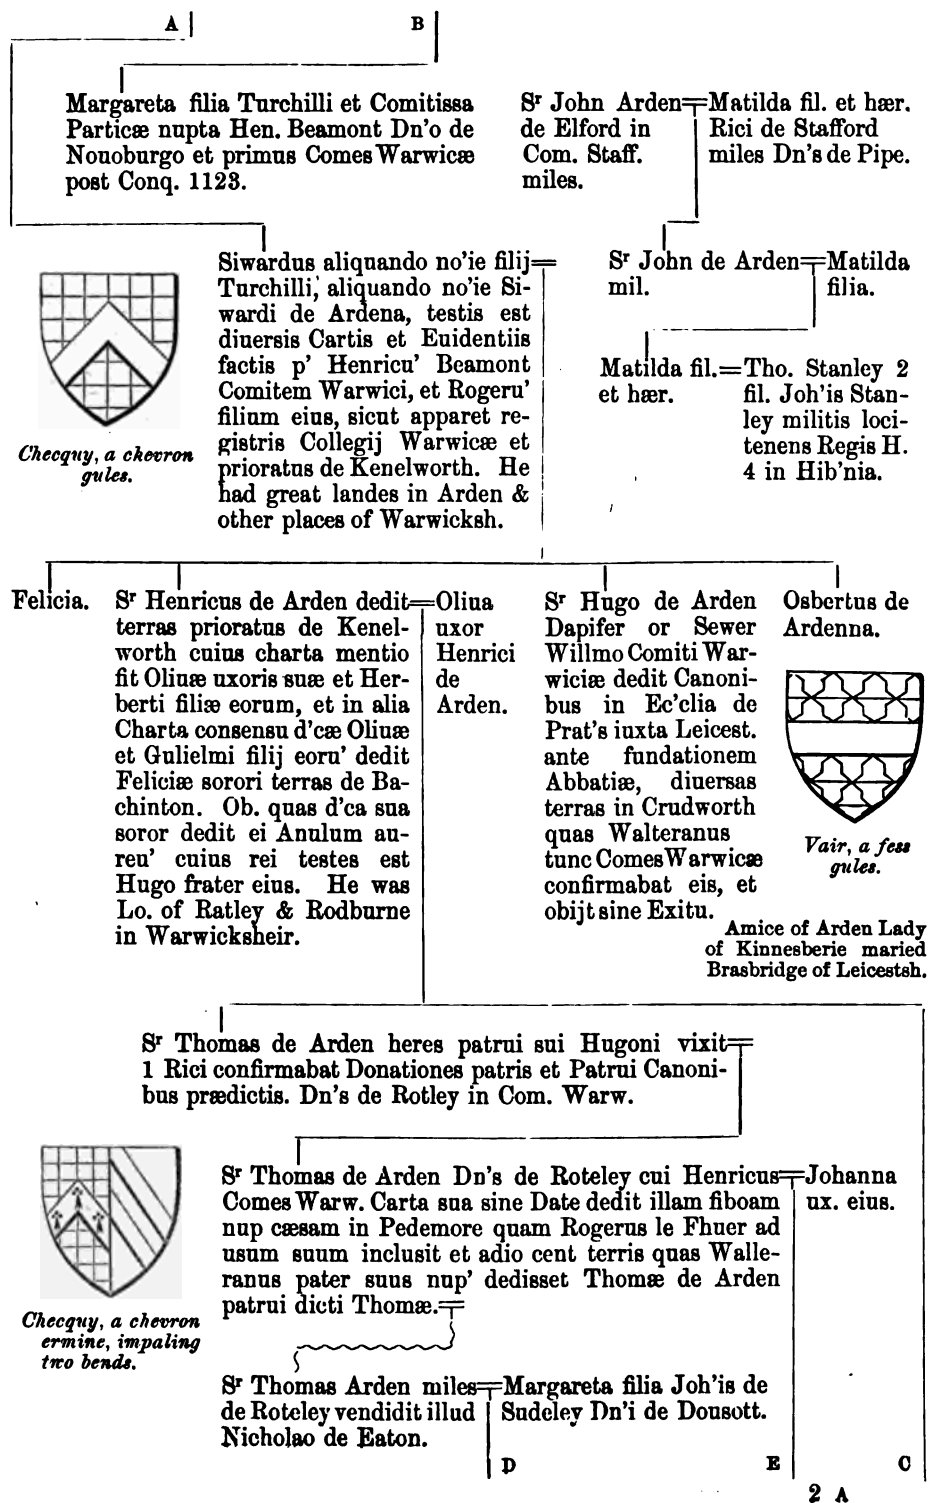 A
B
Margareta filia Turchilli et Comitissa
Particæ nupta Hen. Beamont Dn'o de
Nouoburgo et primus Comes Warwicæ
post Conq. 1123.
Sr John Arden=Matilda fil. et hær.
de Elford in Rici de Stafford
Com. Staff. miles Dn's de Pipe.
miles.
Siwardus aliquando no'ie filij=
Turchilli, aliquando no'ie Si-
wardi de Ardena, testis est
diuersis Cartis et Euidentiis
factis p' Henricu' Beamont
Comitem Warwici, et Rogeru'
filium eius, sicut apparet re-
gistris Collegij Warwicæ et
prioratus de Kenelworth. He
had great landes in Arden &
other places of Warwicksh.
Checquy, a chevron
gules.
Sr John de Arden=Matilda
mil. filia.
Matilda fil.=Tho. Stanley 2
et hær. fil. Joh'is Stan-
ley militis loci-
tenens Regis H.
4 in Hib'nia.
Felicia.
Sr Henricus de Arden dedit=Oliua
terras prioratus de Kenel- uxor
worth cuius charta mentio Henrici
fit Oliuæ uxoris suæ et Her- de
berti filiæ eorum, et in alia Arden.
Charta consensu d'cæ Oliuæ
et Gulielmi filij eoru' dedit
Feliciæ sorori terras de Ba-
chinton. Ob. quas d'ca sua
soror dedit ei Anulum au-
reu' cuius rei testes est
Hugo frater eius. He was
Lo. of Ratley & Rodburne
in Warwicksheir.
Sr Hugo de Arden
Dapifer or Sewer
Willmo Comiti War-
wiciæ dedit Canoni-
bus in Ec'clia de
Prat's iuxta Leicest.
ante fundationem
Abbatiæ, diuersas
terras in Crudworth
quas Walteranus
tunc Comes Warwicæ
confirmabat eis, et
obijt sine Exitu.
Osbertus de
Ardenna.
Vair, a fess
gules.
Amice of Arden Lady
of Kinnesberie maried
Brasbridge of Leicestsh.
Sr Thomas de Arden heres patrui sui Hugoni vixit=
1 Rici confirmabat Donationes patris et Patrui Canoni-
bus prædictis. Dn's de Rotley in Com. Warw.
Sr Thomas de Arden Dn's de Roteley cui Henricus=Johanna
Comes Warw. Carta sua sine Date dedit illam fiboam ux. eius.
nup cæsam in Pedemore quam Rogerus le Fhuer ad
usum suum inclusit et adio cent terris quas Walle-
ranus pater suus nup' dedisset Thomæ de Arden
patrui dicti Thomæ.=
Checquy, a chevron
ermine, impaling
two bends.
Sr Thomas Arden miles=Margareta filia Joh'is de
de Roteley vendidit illud Sudeley Dn'i de Dousott.
Nicholao de Eaton.
D
E
C
2 A